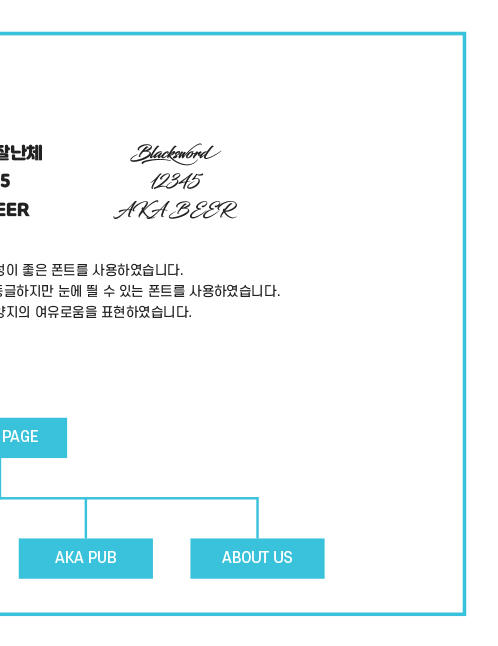 잘난체
Blacksword
5
12345
EER
AKA BEER
성이 좋은 폰트를 사용하였습니다.
동글하지만 눈에 띌 수 있는 폰트를 사용하였습니다.
양지의 여유로움을 표현하였습니다.
PAGE
AKA PUB
ABOUT US